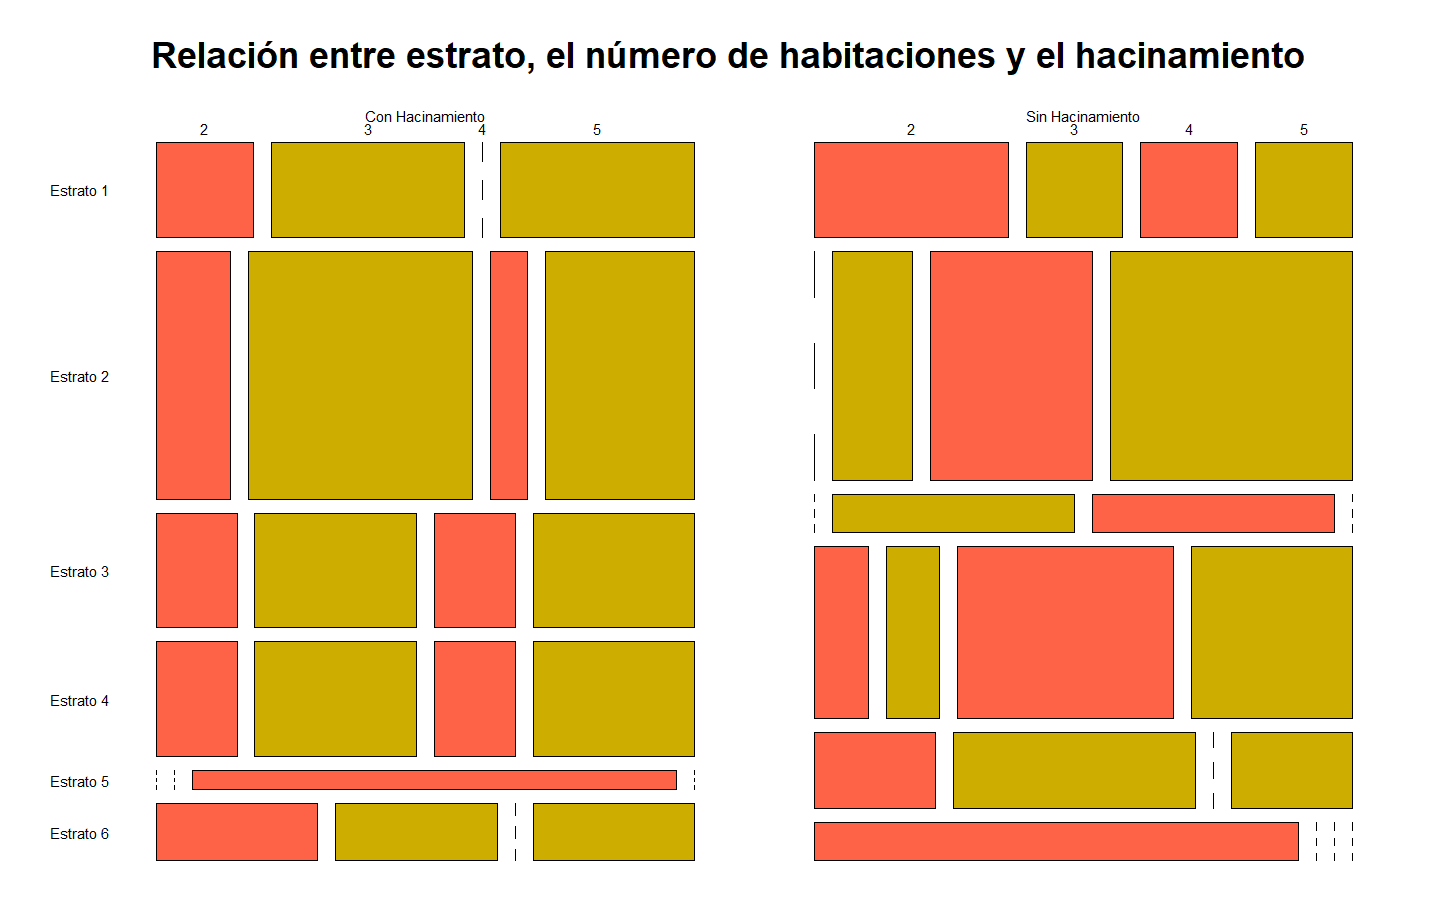 Relación entre estrato, el número de habitaciones y el hacinamiento
Con Hacinamiento
Sin Hacinamiento
2 3 4 5
2 3 4 5
Estrato 1
Estrato 2
Estrato 3
Estrato 4
Estrato 5
Estrato 6